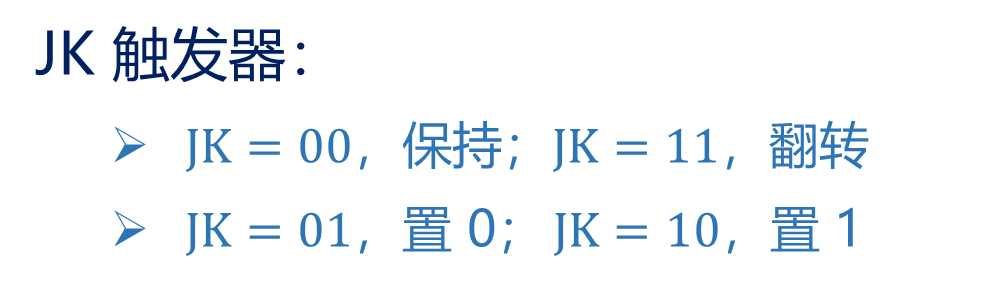 JK 触发器：
➢ JK = 00，保持；JK = 11，翻转
➢ JK = 01，置 0；JK = 10，置 1